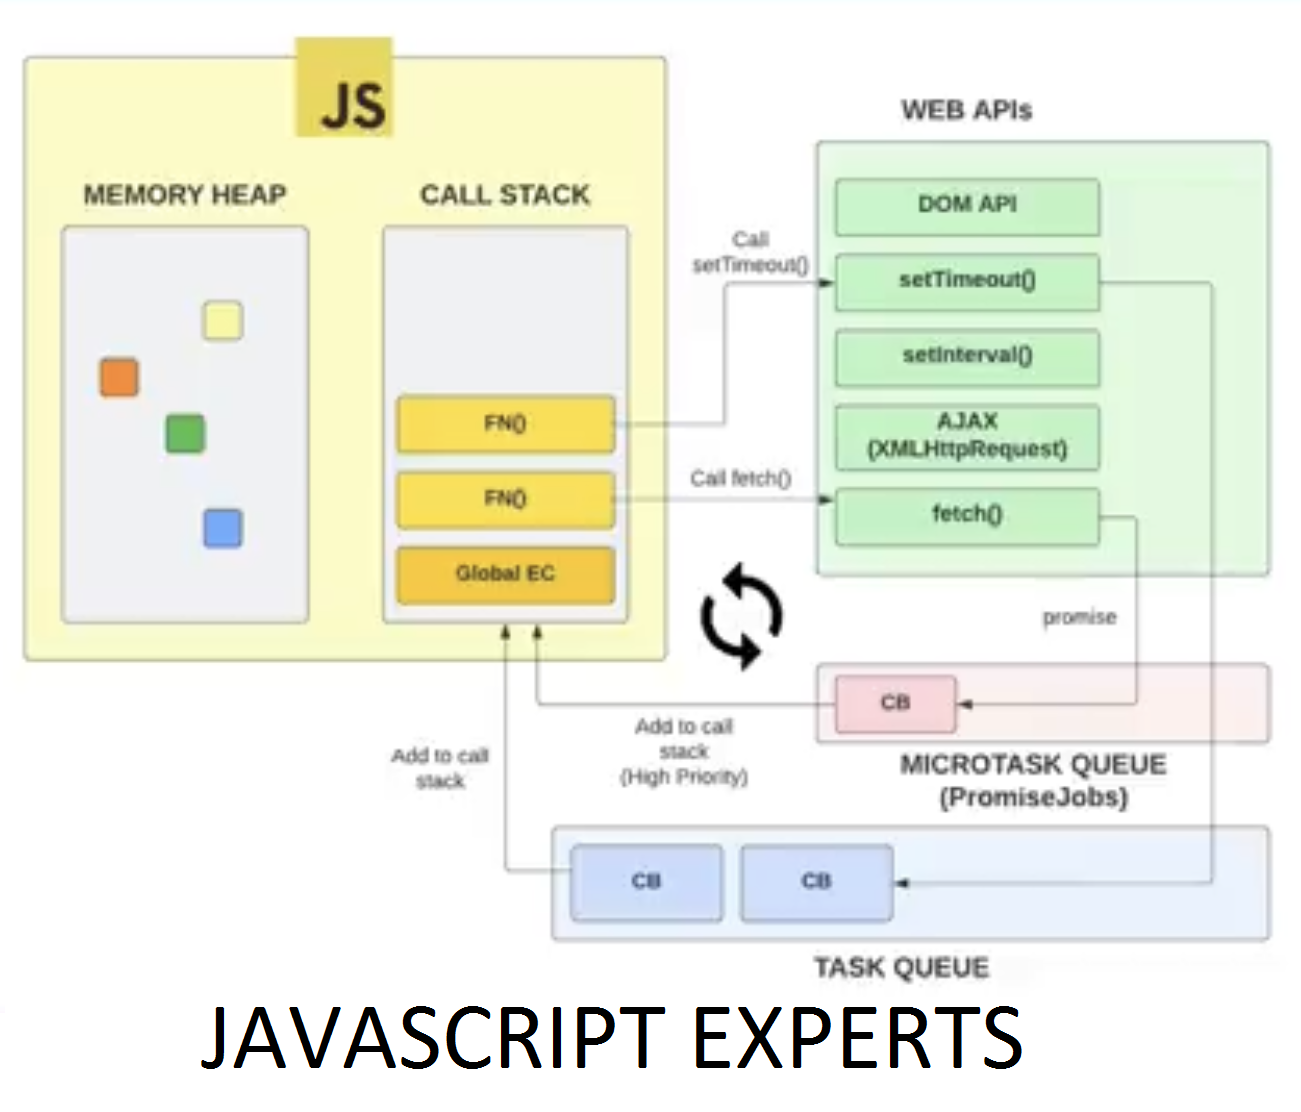 JS
MEMORY HEAP
CALL STACK
FN()
FN()
Global EC
Call
setTimeout()
Call fetch()
WEB APIs
DOM API
setTimeout()
setInterval()
AJAX
(XMLHttpRequest)
fetch()
promise
CB
MICROTASK QUEUE
(PromiseJobs)
Add to call
stack
(High Priority)
Add to call
stack
CB
CB
TASK QUEUE
JAVASCRIPT EXPERTS